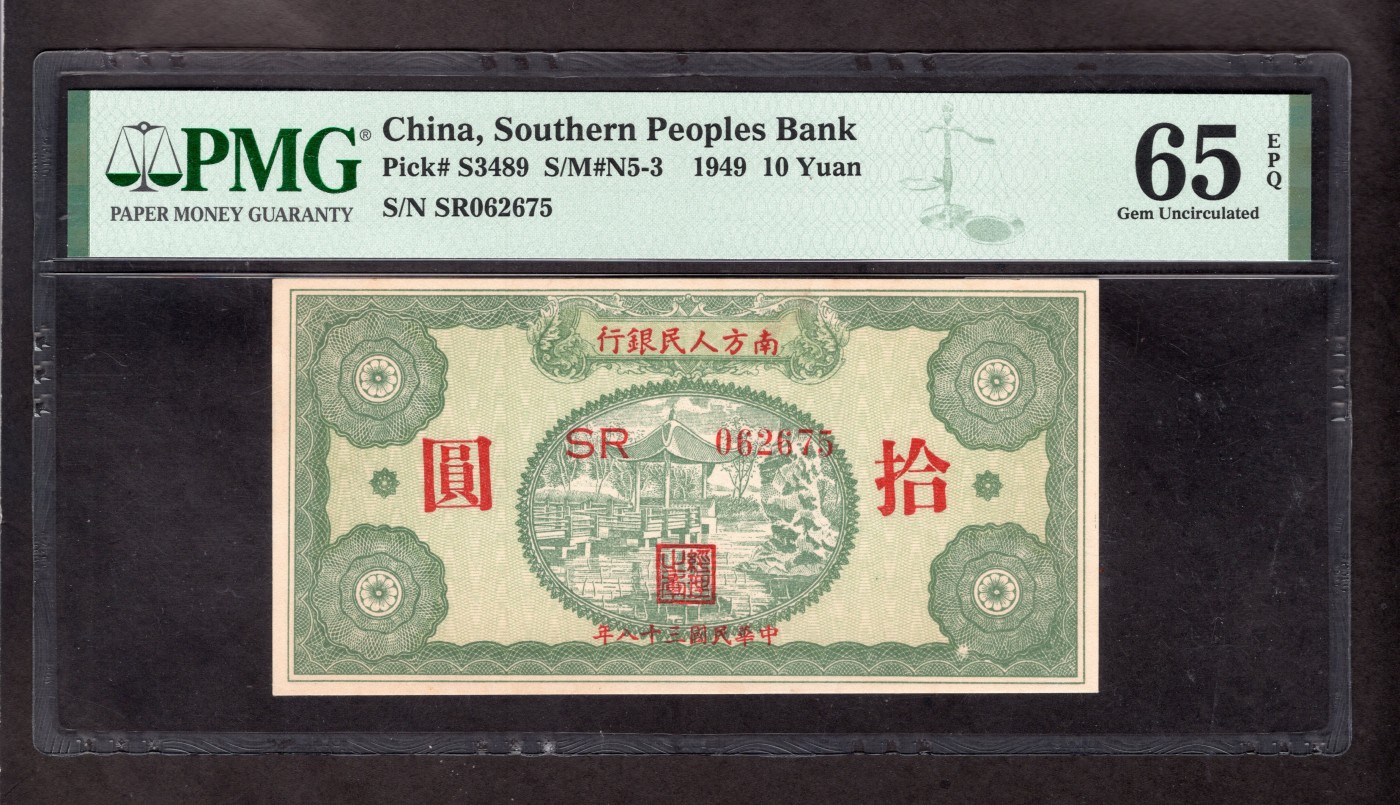 PMG®
PAPER MONEY GUARANTY
China, Southern Peoples Bank
Pick# S3489 S/M#N5-3 1949 10 Yuan
S/N SR062675
65
EPQ
Gem Uncirculated
南方人民銀行
SR 062675
拾圓
中華民國三十八年